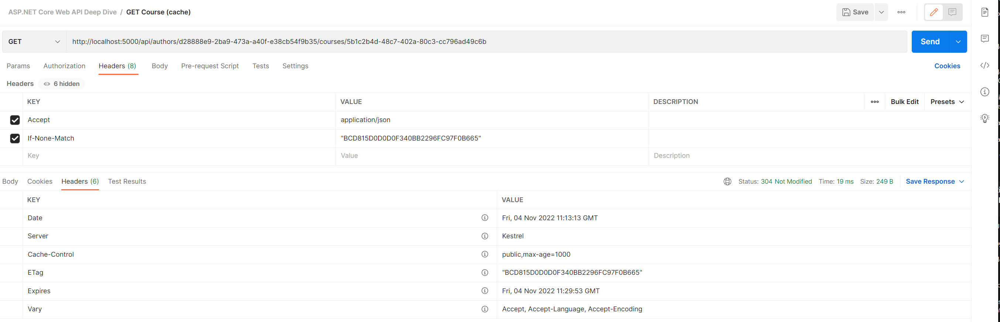 ASP.NET Core Web API Deep Dive / GET Course (cache) Save
GET http://localhost:5000/api/authors/d28888e9-2ba9-473a-a40f-e38cb54f9b35/courses/5b1c2b4d-48c7-402a-80c3-cc796ad49c6b Send
Params Authorization Headers (8) Body Pre-request Script Tests Settings Cookies
Headers 6 hidden
KEY VALUE DESCRIPTION Bulk Edit Presets
Accept application/json
If-None-Match "BCD815D0D0D0F340BB2296FC97F0B665"
Key Value Description
Body Cookies Headers (6) Test Results Status: 304 Not Modified Time: 19 ms Size: 249 B Save Response
KEY VALUE
Date Fri, 04 Nov 2022 11:13:13 GMT
Server Kestrel
Cache-Control public,max-age=1000
ETag "BCD815D0D0D0F340BB2296FC97F0B665"
Expires Fri, 04 Nov 2022 11:29:53 GMT
Vary Accept, Accept-Language, Accept-Encoding